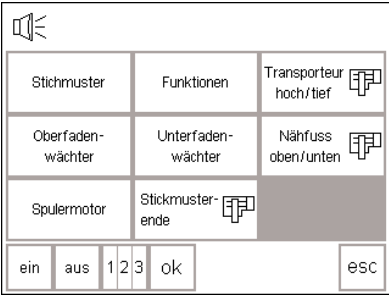 Stichmuster
Funktionen
Transporteur
hoch/tief
Oberfaden-
wächter
Unterfaden-
wächter
Nähfuss
oben/unten
Spulermotor
Stickmuster-
ende
ein
aus
1 2 3
ok
esc